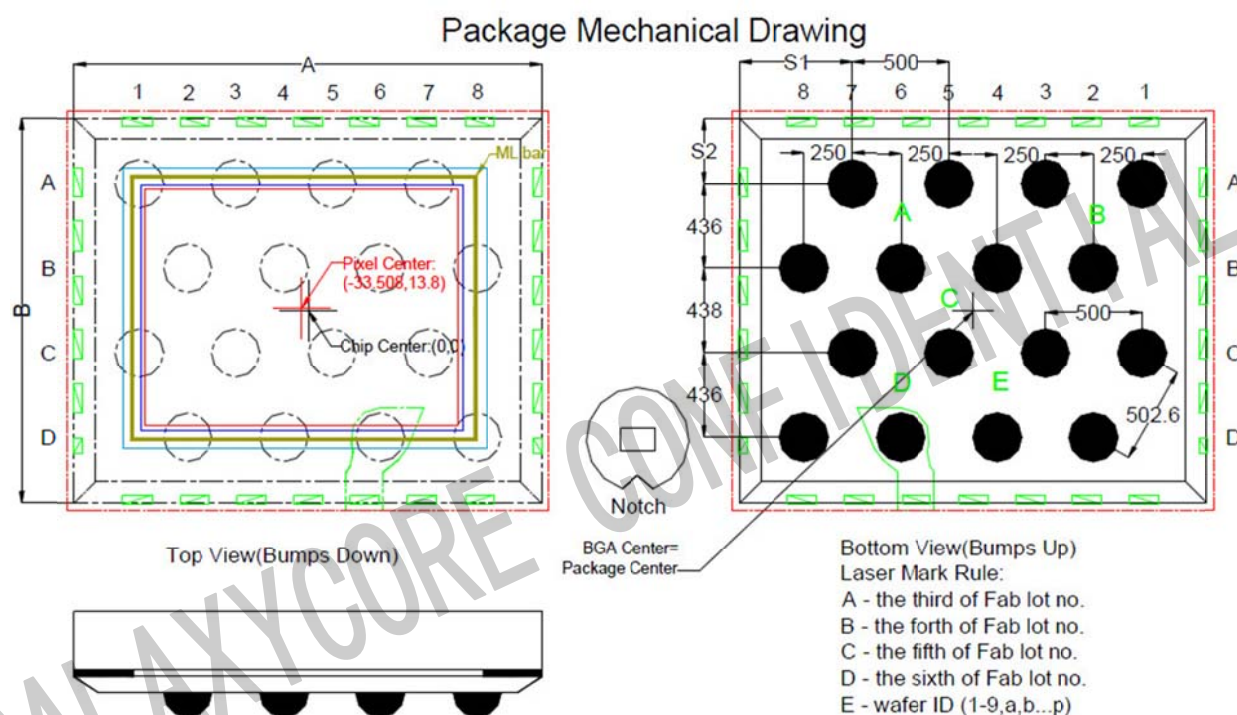 Package Mechanical Drawing
A
1 2 3 4 5 6 7 8
B
A
B
C
D
ML bar
Pixel Center:
(-33.508,13.8)
Chip Center:(0,0)
Top View(Bumps Down)
Notch
S1
500
8 7 6 5 4 3 2 1
S2
250 250 250 250
436
438
436
A
B
C
D
E
500
502.6
A
B
C
D
BGA Center=
Package Center
Bottom View(Bumps Up)
Laser Mark Rule:
A - the third of Fab lot no.
B - the forth of Fab lot no.
C - the fifth of Fab lot no.
D - the sixth of Fab lot no.
E - wafer ID (1-9,a,b...p)
GALAXYCORE CONFIDENTIAL